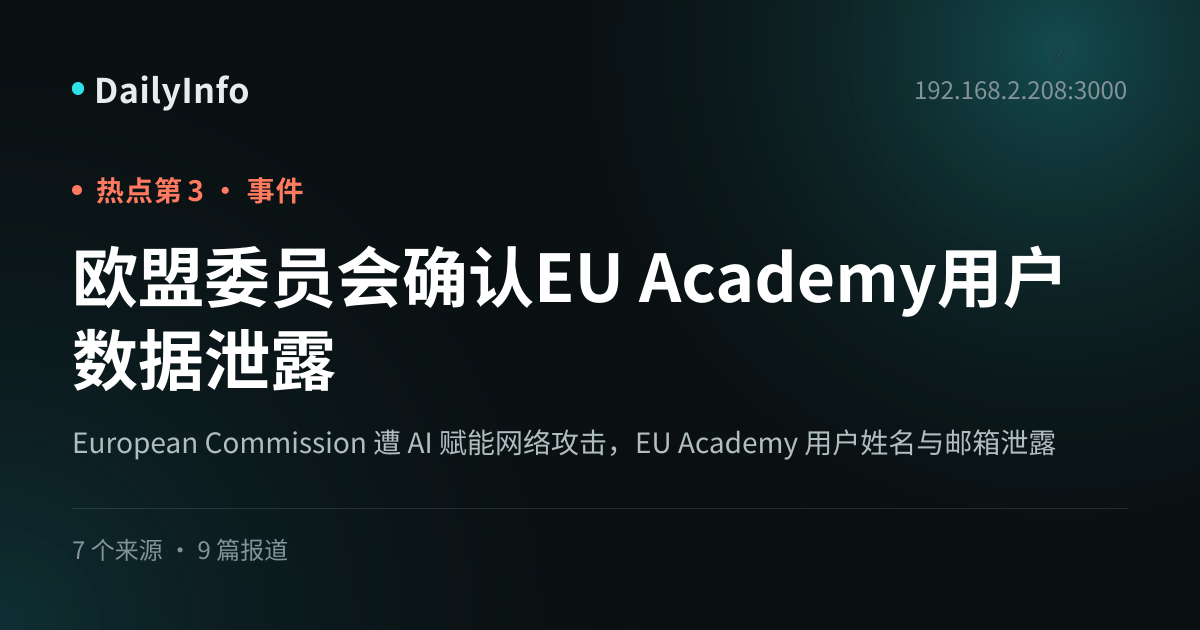 DailyInfo
192.168.2.208:3000
热点第 3 · 事件
欧盟委员会确认EU Academy用户
数据泄露
European Commission 遭 AI 赋能网络攻击，EU Academy 用户姓名与邮箱泄露
7 个来源 · 9 篇报道